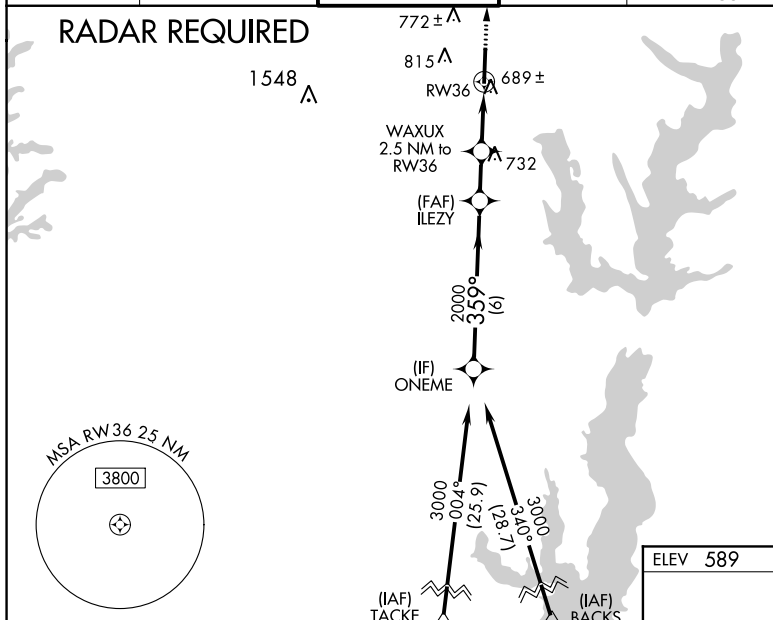 RADAR REQUIRED
772±
815
1548
RW36
689±
WAXUX
2.5 NM to
RW36
732
(FAF)
ILEZY
2000
359°
(6)
(IF)
ONEME
MSA RW36 25 NM
3800
3000
004°
(25.9)
3000
340°
(28.7)
ELEV 589
(IAF)
TACKE
(IAF)
BACKS